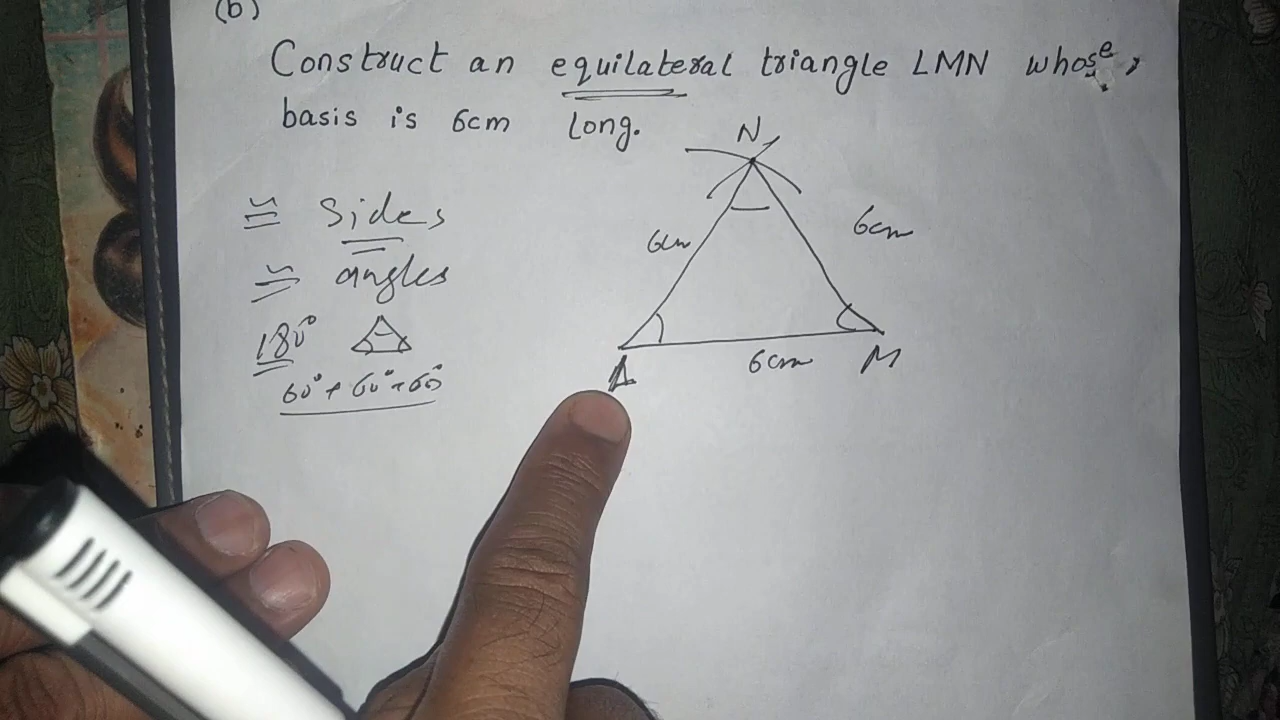 (b)
Construct an equilateral triangle LMN whose,
basis is 6cm long.
N
≅ sides
6cm
6cm
≅ angles
180°
6cm
M
60° + 60° + 60°
L